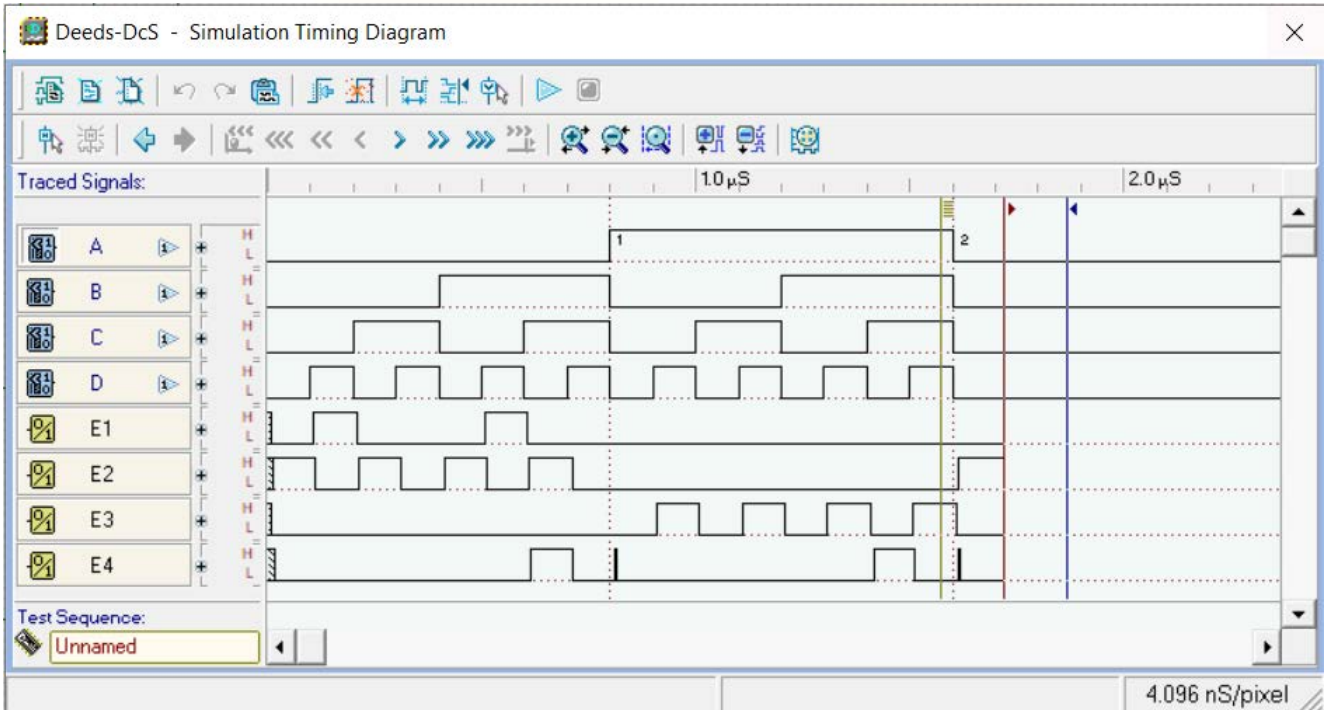 Deeds-DcS - Simulation Timing Diagram
Traced Signals:
1.0 µS
2.0 µS
A
H
L
1
2
B
H
L
C
H
L
D
H
L
E1
H
L
E2
H
L
E3
H
L
E4
H
L
Test Sequence:
Unnamed
4.096 nS/pixel